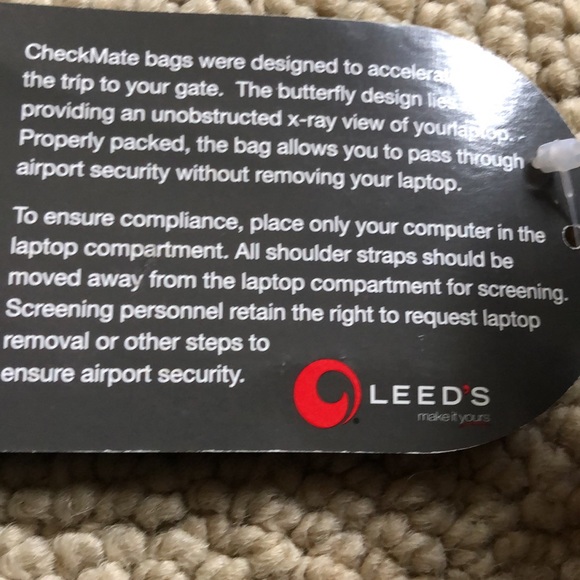 CheckMate bags were designed to
the trip to your gate. The butterfly design
providing an unobstructed x-ray view of your laptop.
Properly packed, the bag allows you to pass through
airport security without removing your laptop.
To ensure compliance, place only your computer in the
laptop compartment. All shoulder straps should be
moved away from the laptop compartment for screening.
Screening personnel retain the right to request laptop
removal or other steps to
ensure airport security.
LEED'S
make it yours